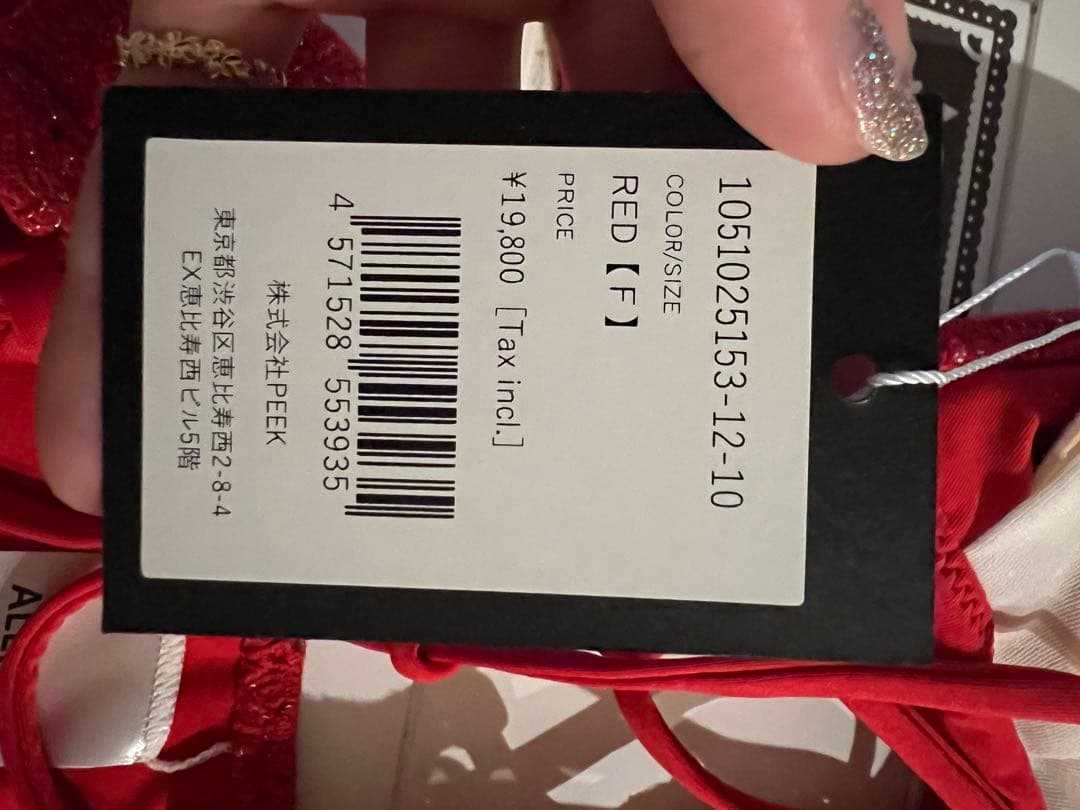 1051025153-12-10
COLOR/SIZE
RED【F】
PRICE
¥19,800 [Tax incl.]
4 571528 553935
株式会社PEEK
東京都渋谷区恵比寿西2-8-4
EX恵比寿西ビル5階